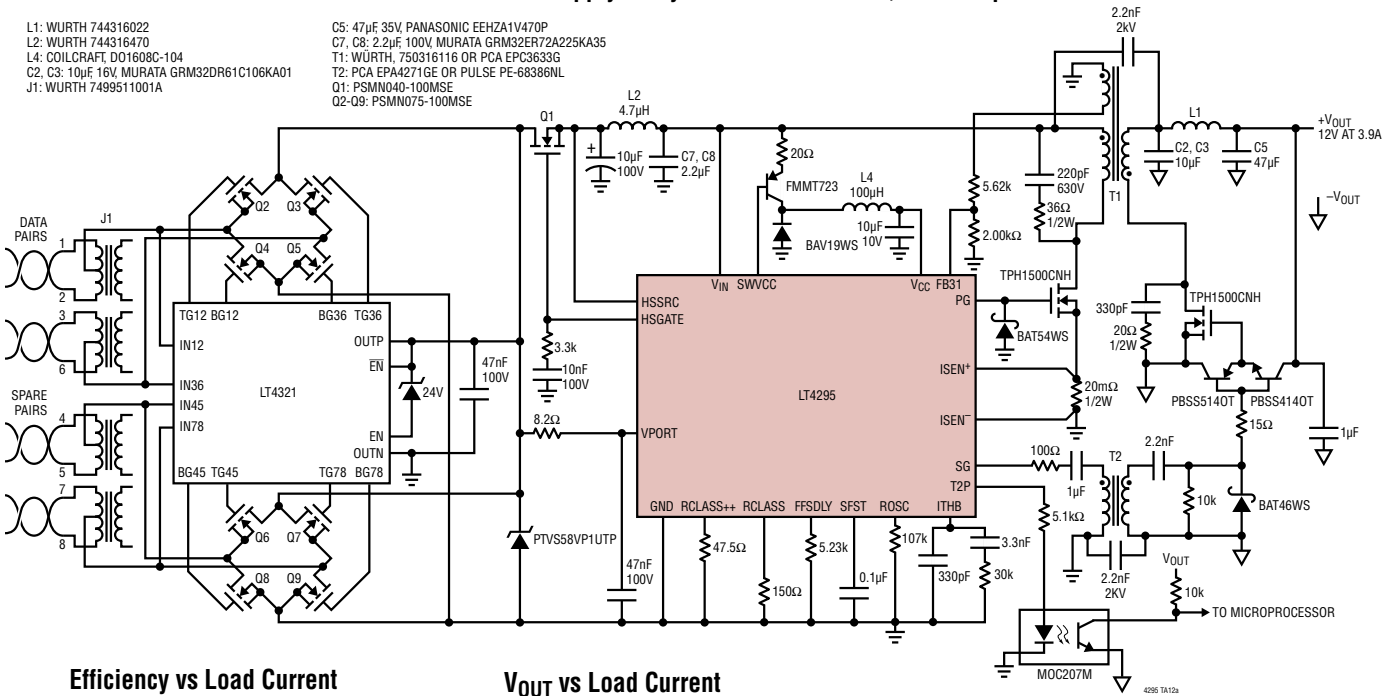 L1: WURTH 744316022
L2: WURTH 744316470
L4: COILCRAFT, DO1608C-104
C2, C3: 10µF, 16V, MURATA GRM32DR61C106KA01
J1: WURTH 7499511001A
C5: 47µF, 35V, PANASONIC EEHZA1V470P
C7, C8: 2.2µF, 100V, MURATA GRM32ER72A225KA35
T1: WÜRTH, 750316116 OR PCA EPC3633G
T2: PCA EPA4271GE OR PULSE PE-68386NL
Q1: PSMN040-100MSE
Q2-Q9: PSMN075-100MSE
2.2nF
2kV
Q1
L2
4.7µH
+
10µF
100V
C7, C8
2.2µF
20Ω
FMMT723
L4
100µH
BAV19WS
10µF
10V
5.62k
2.00kΩ
220pF
630V
36Ω
1/2W
T1
L1
C2, C3
10µF
C5
47µF
+VOUT
12V AT 3.9A
–VOUT
DATA
PAIRS
J1
1
2
3
6
SPARE
PAIRS
4
5
7
8
Q2
Q3
Q4
Q5
TG12 BG12
BG36 TG36
IN12
IN36
IN45
IN78
LT4321
OUTP
EN
EN
OUTN
BG45 TG45
TG78 BG78
24V
47nF
100V
Q6
Q7
Q8
Q9
3.3k
10nF
100V
8.2Ω
PTVS58VP1UTP
47nF
100V
HSSRC
HSGATE
VPORT
VIN SWVCC
VCC FB31
PG
LT4295
ISEN+
ISEN–
SG
T2P
GND RCLASS++ RCLASS FFSDLY SFST ROSC ITHB
47.5Ω
150Ω
5.23k
0.1µF
107k
330pF
3.3nF
30k
TPH1500CNH
BAT54WS
20mΩ
1/2W
330pF
20Ω
1/2W
TPH1500CNH
PBSS514OT
PBSS414OT
15Ω
1µF
100Ω
1µF
T2
2.2nF
10k
BAT46WS
2.2nF
2KV
5.1kΩ
VOUT
10k
TO MICROPROCESSOR
MOC207M
4295 TA12a
Efficiency vs Load Current
VOUT vs Load Current